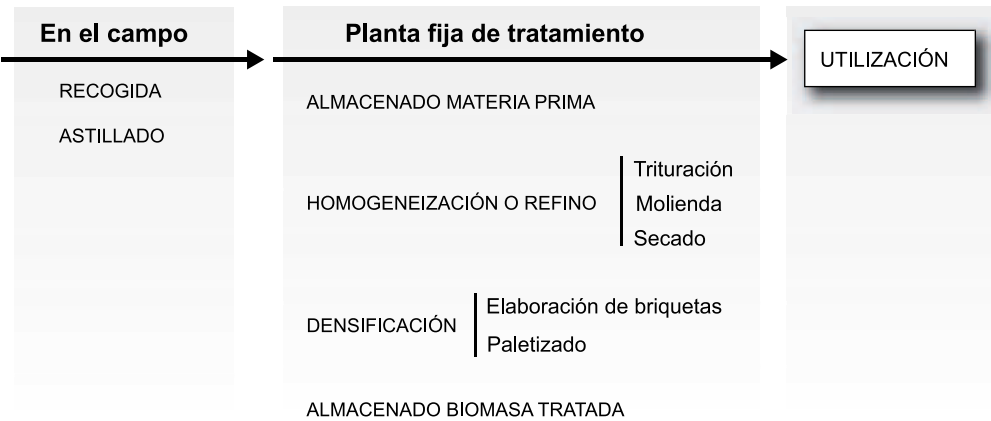 En el campo
RECOGIDA
ASTILLADO
Planta fija de tratamiento
ALMACENADO MATERIA PRIMA
HOMOGENEIZACIÓN O REFINO
Trituración
Molienda
Secado
DENSIFICACIÓN
Elaboración de briquetas
Paletizado
ALMACENADO BIOMASA TRATADA
UTILIZACIÓN